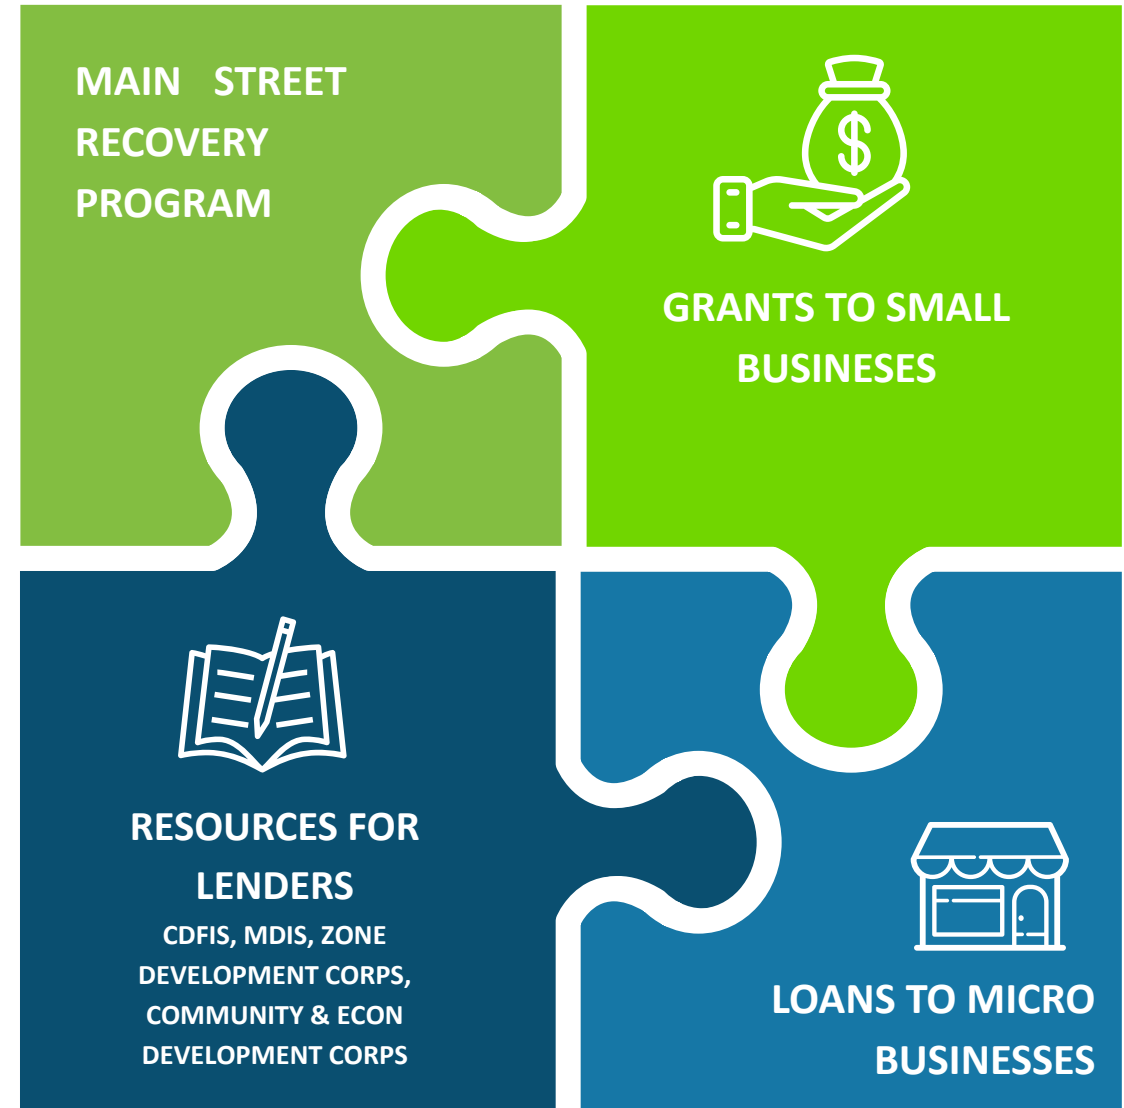 MAIN STREET
RECOVERY
PROGRAM
$
GRANTS TO SMALL
BUSINESES
RESOURCES FOR
LENDERS
CDFIS, MDIS, ZONE
DEVELOPMENT CORPS,
COMMUNITY & ECON
DEVELOPMENT CORPS
LOANS TO MICRO
BUSINESSES